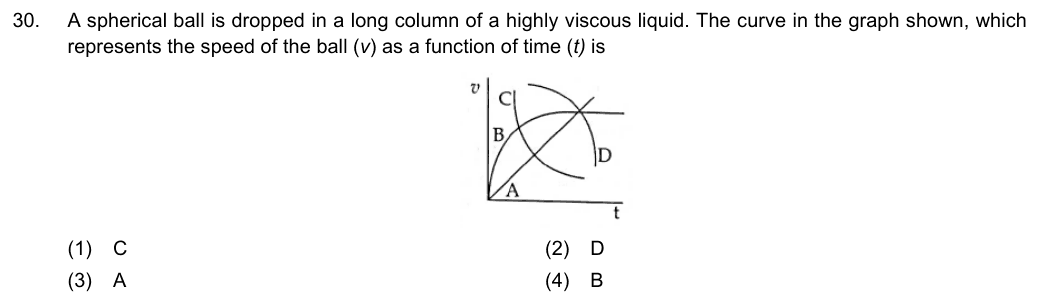 30. A spherical ball is dropped in a long column of a highly viscous liquid. The curve in the graph shown, which
represents the speed of the ball (v) as a function of time (t) is
v
C
B
D
A
t
(1) C
(2) D
(3) A
(4) B